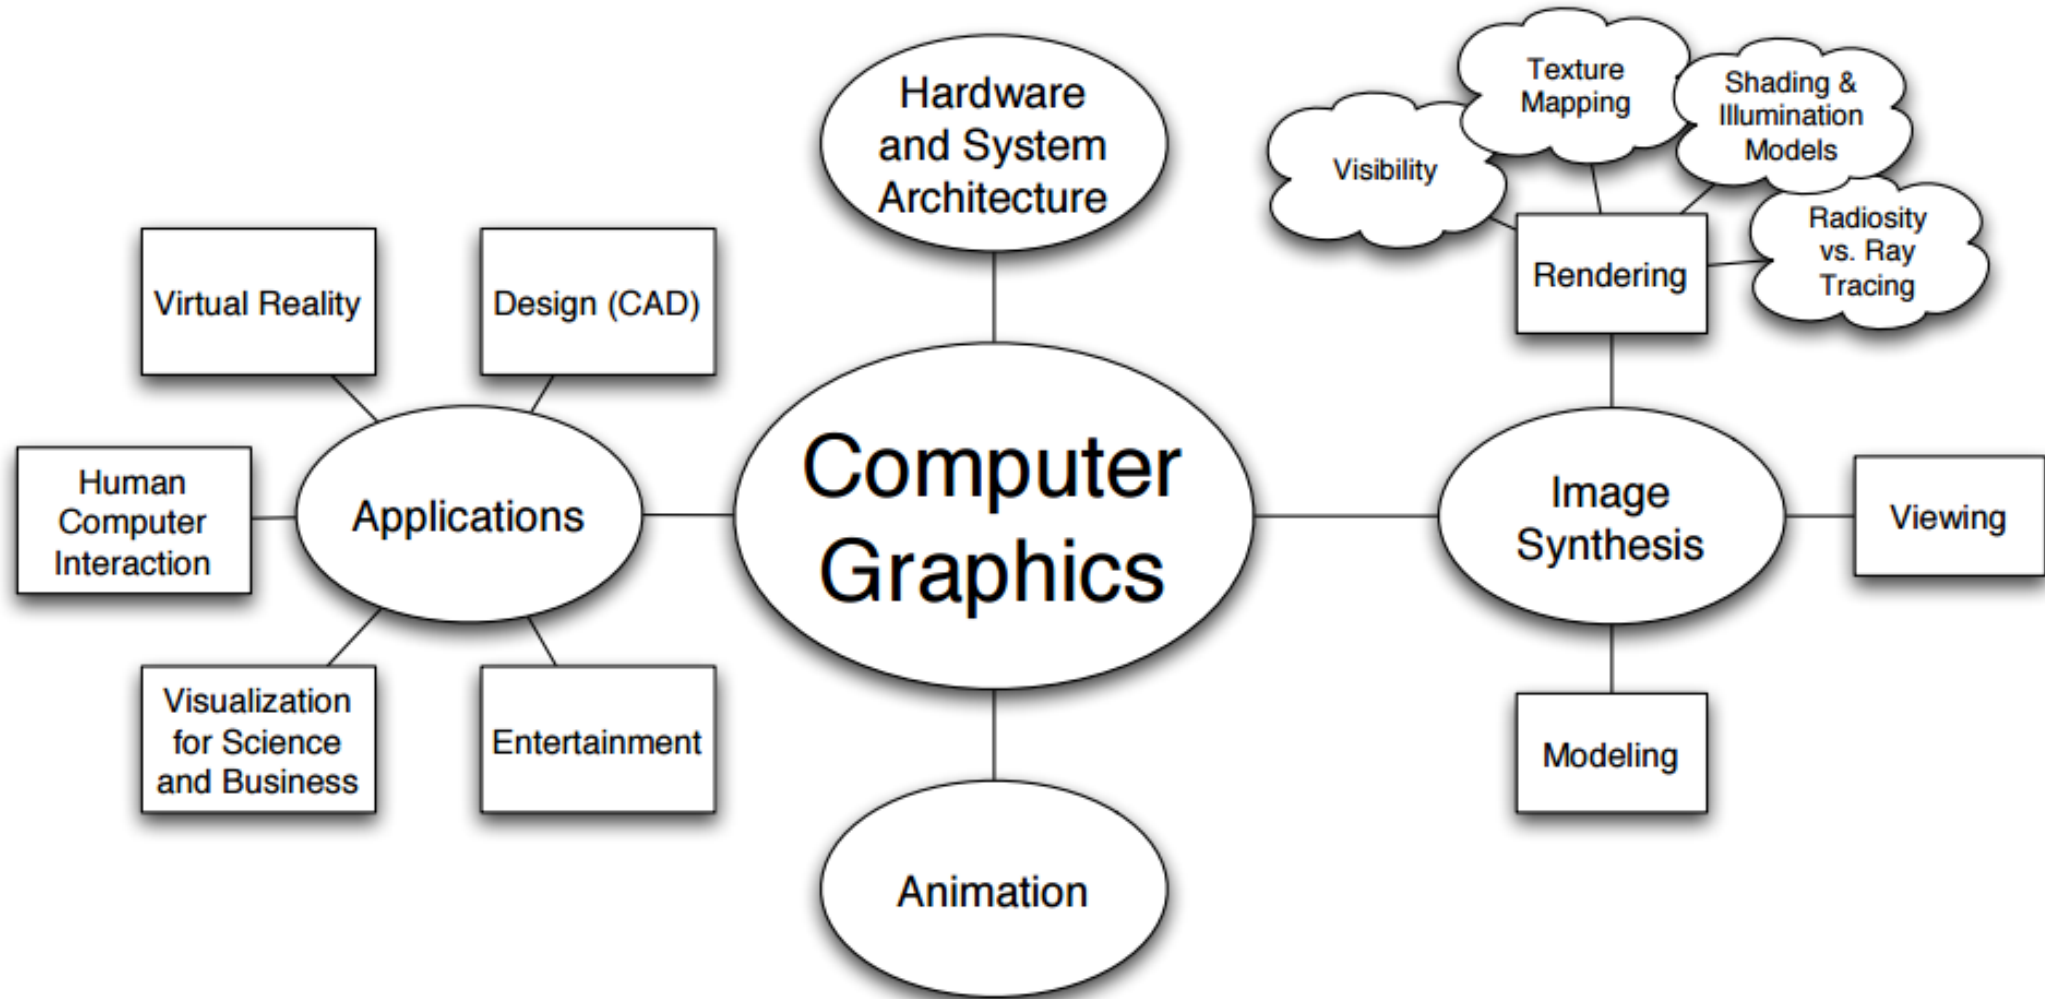 Hardware
and System
Architecture
Texture
Mapping
Shading &
Illumination
Models
Visibility
Radiosity
vs. Ray
Tracing
Rendering
Virtual Reality
Design (CAD)
Human
Computer
Interaction
Applications
Computer
Graphics
Image
Synthesis
Viewing
Visualization
for Science
and Business
Entertainment
Modeling
Animation